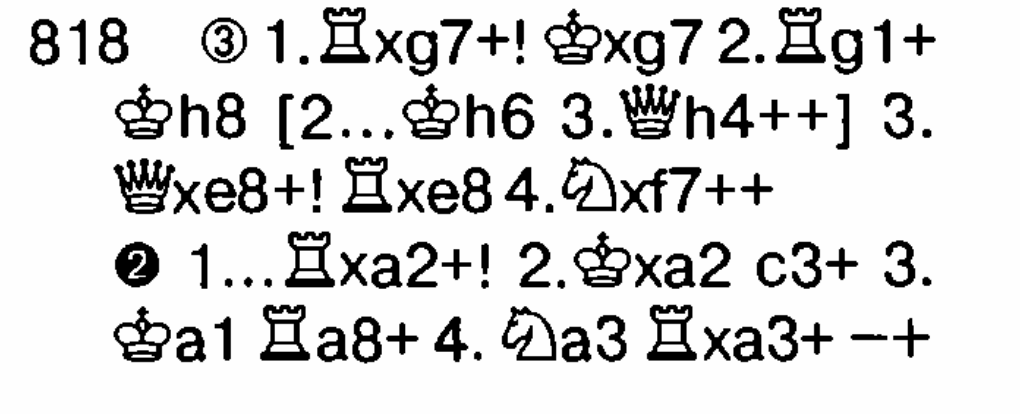 818 ③ 1.♖xg7+! ♔xg7 2.♖g1+
♔h8 [2...♔h6 3.♕h4++] 3.
♕xe8+! ♖xe8 4.♘xf7++
❷ 1...♖xa2+! 2.♔xa2 c3+ 3.
♔a1 ♖a8+ 4. ♘a3 ♖xa3+ −+